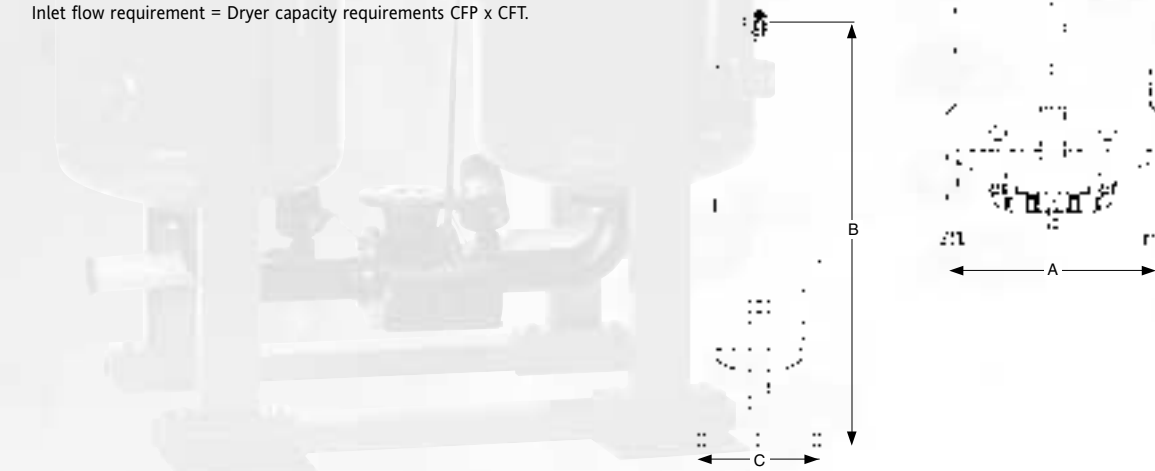 Inlet flow requirement = Dryer capacity requirements CFP x CFT.
B
A
C